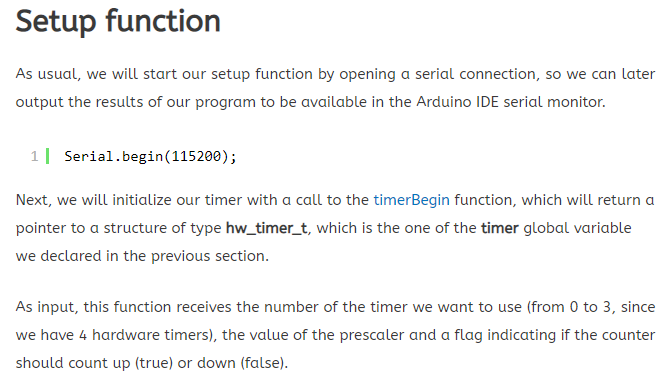 Setup function
As usual, we will start our setup function by opening a serial connection, so we can later
output the results of our program to be available in the Arduino IDE serial monitor.
1 Serial.begin(115200);
Next, we will initialize our timer with a call to the timerBegin function, which will return a
pointer to a structure of type hw_timer_t, which is the one of the timer global variable
we declared in the previous section.
As input, this function receives the number of the timer we want to use (from 0 to 3, since
we have 4 hardware timers), the value of the prescaler and a flag indicating if the counter
should count up (true) or down (false).